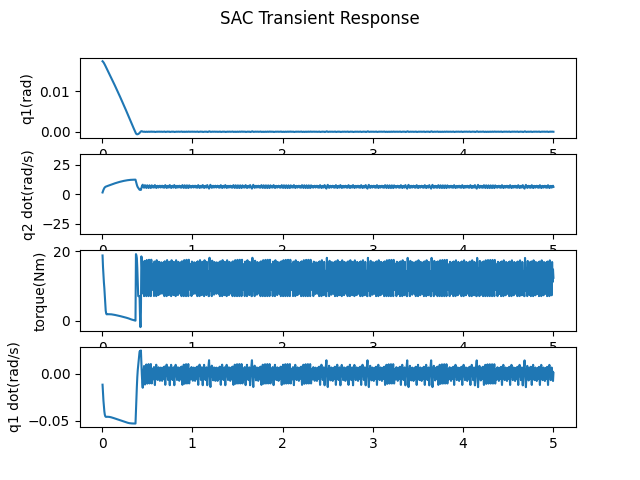 SAC Transient Response
q1(rad)
0.01
0.00
0 1 2 3 4 5
q2 dot(rad/s)
25
0
−25
0 1 2 3 4 5
torque(Nm)
20
0
0 1 2 3 4 5
q1 dot(rad/s)
0.00
−0.05
0 1 2 3 4 5